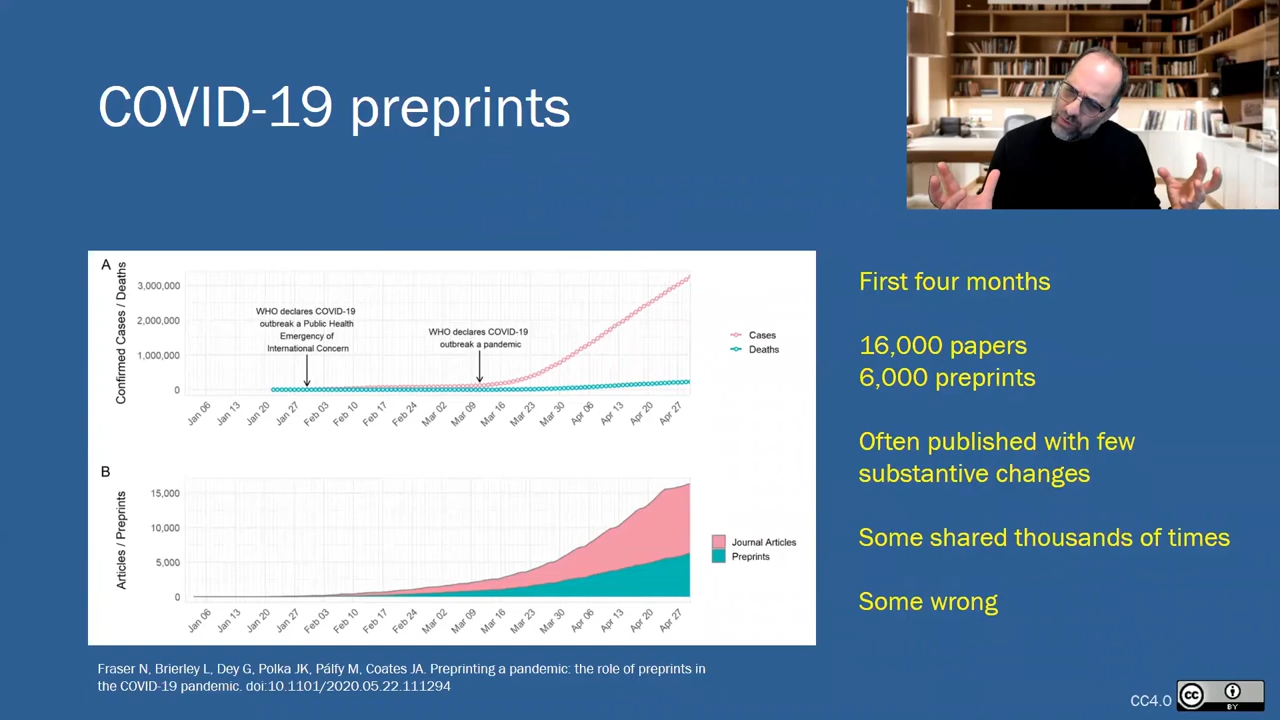 COVID-19 preprints
A
Confirmed Cases / Deaths
3,000,000
2,000,000
1,000,000
0
WHO declares COVID-19
outbreak a Public Health
Emergency of
International Concern
WHO declares COVID-19
outbreak a pandemic
Cases
Deaths
Jan 06
Jan 13
Jan 20
Jan 27
Feb 03
Feb 10
Feb 17
Feb 24
Mar 02
Mar 09
Mar 16
Mar 23
Mar 30
Apr 06
Apr 13
Apr 20
Apr 27
B
Articles / Preprints
15,000
10,000
5,000
0
Journal Articles
Preprints
Jan 06
Jan 13
Jan 20
Jan 27
Feb 03
Feb 10
Feb 17
Feb 24
Mar 02
Mar 09
Mar 16
Mar 23
Mar 30
Apr 06
Apr 13
Apr 20
Apr 27
First four months
16,000 papers
6,000 preprints
Often published with few
substantive changes
Some shared thousands of times
Some wrong
Fraser N, Brierley L, Dey G, Polka JK, Pálfy M, Coates JA. Preprinting a pandemic: the role of preprints in
the COVID-19 pandemic. doi:10.1101/2020.05.22.111294
CC4.0
cc
BY